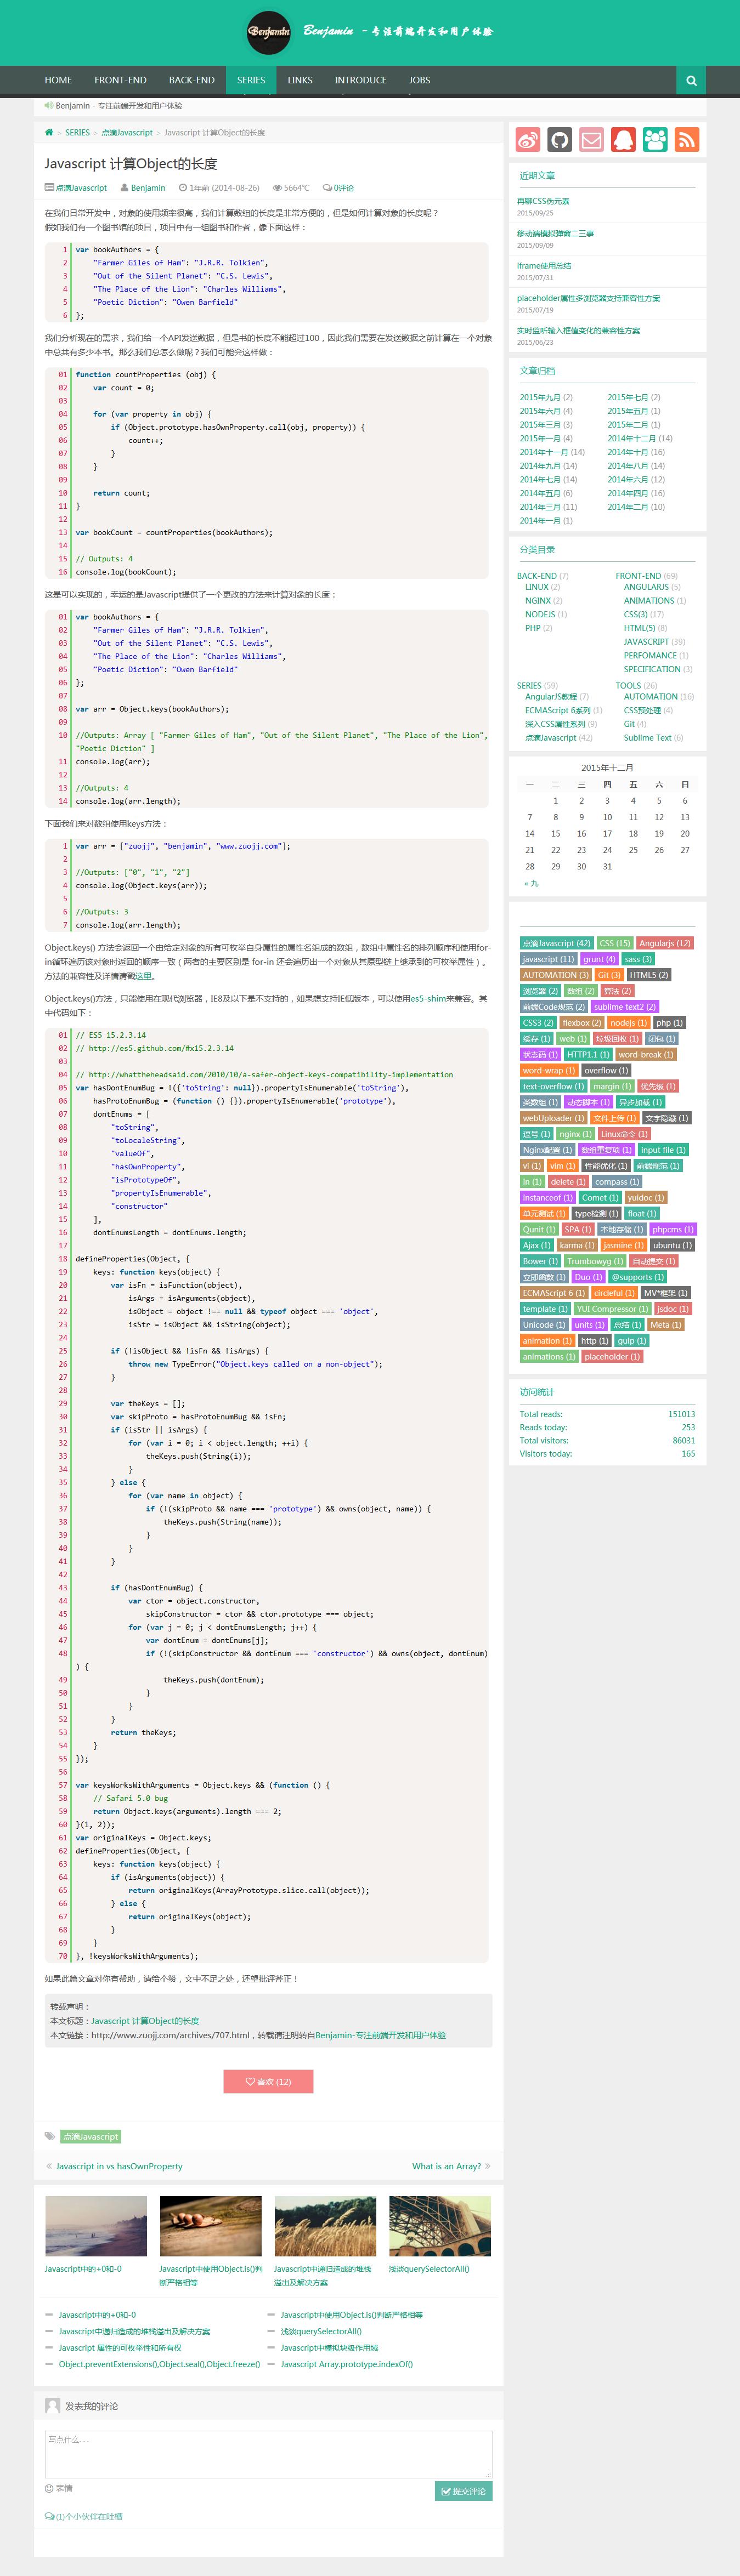 Benjamin
Benjamin - 专注前端开发和用户体验
HOME FRONT-END BACK-END SERIES LINKS INTRODUCE JOBS
Benjamin - 专注前端开发和用户体验
> SERIES > 点滴Javascript > Javascript 计算Object的长度
Javascript 计算Object的长度
点滴Javascript Benjamin 1年前 (2014-08-26) 5664℃ 0评论
在我们日常开发中，对象的使用频率很高，我们计算数组的长度是非常方便的，但是如何计算对象的长度呢？
假如我们有一个图书馆的项目，项目中有一组图书和作者，像下面这样：
1 var bookAuthors = {
2 "Farmer Giles of Ham": "J.R.R. Tolkien",
3 "Out of the Silent Planet": "C.S. Lewis",
4 "The Place of the Lion": "Charles Williams",
5 "Poetic Diction": "Owen Barfield"
6 };
我们分析现在的需求，我们给一个API发送数据，但是书的长度不能超过100，因此我们需要在发送数据之前计算在一个对象
中总共有多少本书。那么我们总怎么做呢？我们可能会这样做：
01 function countProperties (obj) {
02 var count = 0;
03
04 for (var property in obj) {
05 if (Object.prototype.hasOwnProperty.call(obj, property)) {
06 count++;
07 }
08 }
09
10 return count;
11 }
12
13 var bookCount = countProperties(bookAuthors);
14
15 // Outputs: 4
16 console.log(bookCount);
这是可以实现的，幸运的是Javascript提供了一个更改的方法来计算对象的长度：
01 var bookAuthors = {
02 "Farmer Giles of Ham": "J.R.R. Tolkien",
03 "Out of the Silent Planet": "C.S. Lewis",
04 "The Place of the Lion": "Charles Williams",
05 "Poetic Diction": "Owen Barfield"
06 };
07
08 var arr = Object.keys(bookAuthors);
09
10 //Outputs: Array [ "Farmer Giles of Ham", "Out of the Silent Planet", "The Place of the Lion",
"Poetic Diction" ]
11 console.log(arr);
12
13 //Outputs: 4
14 console.log(arr.length);
下面我们来对数组使用keys方法：
1 var arr = ["zuojj", "benjamin", "www.zuojj.com"];
2
3 //Outputs: ["0", "1", "2"]
4 console.log(Object.keys(arr));
5
6 //Outputs: 3
7 console.log(arr.length);
Object.keys() 方法会返回一个由给定对象的所有可枚举自身属性的属性名组成的数组，数组中属性名的排列顺序和使用for-
in循环遍历该对象时返回的顺序一致（两者的主要区别是 for-in 还会遍历出一个对象从其原型链上继承到的可枚举属性）。
方法的兼容性及详情请戳这里。
Object.keys()方法，只能使用在现代浏览器，IE8及以下是不支持的，如果想支持IE低版本，可以使用es5-shim来兼容。其
中代码如下：
01 // ES5 15.2.3.14
02 // http://es5.github.com/#x15.2.3.14
03
04 // http://whattheheadsaid.com/2010/10/a-safer-object-keys-compatibility-implementation
05 var hasDontEnumBug = !({'toString': null}).propertyIsEnumerable('toString'),
06 hasProtoEnumBug = (function () {}).propertyIsEnumerable('prototype'),
07 dontEnums = [
08 "toString",
09 "toLocaleString",
10 "valueOf",
11 "hasOwnProperty",
12 "isPrototypeOf",
13 "propertyIsEnumerable",
14 "constructor"
15 ],
16 dontEnumsLength = dontEnums.length;
17
18 defineProperties(Object, {
19 keys: function keys(object) {
20 var isFn = isFunction(object),
21 isArgs = isArguments(object),
22 isObject = object !== null && typeof object === 'object',
23 isStr = isObject && isString(object);
24
25 if (!isObject && !isFn && !isArgs) {
26 throw new TypeError("Object.keys called on a non-object");
27 }
28
29 var theKeys = [];
30 var skipProto = hasProtoEnumBug && isFn;
31 if (isStr || isArgs) {
32 for (var i = 0; i < object.length; ++i) {
33 theKeys.push(String(i));
34 }
35 } else {
36 for (var name in object) {
37 if (!(skipProto && name === 'prototype') && owns(object, name)) {
38 theKeys.push(String(name));
39 }
40 }
41 }
42
43 if (hasDontEnumBug) {
44 var ctor = object.constructor,
45 skipConstructor = ctor && ctor.prototype === object;
46 for (var j = 0; j < dontEnumsLength; j++) {
47 var dontEnum = dontEnums[j];
48 if (!(skipConstructor && dontEnum === 'constructor') && owns(object, dontEnum)
) {
49 theKeys.push(dontEnum);
50 }
51 }
52 }
53 return theKeys;
54 }
55 });
56
57 var keysWorksWithArguments = Object.keys && (function () {
58 // Safari 5.0 bug
59 return Object.keys(arguments).length === 2;
60 }(1, 2));
61 var originalKeys = Object.keys;
62 defineProperties(Object, {
63 keys: function keys(object) {
64 if (isArguments(object)) {
65 return originalKeys(ArrayPrototype.slice.call(object));
66 } else {
67 return originalKeys(object);
68 }
69 }
70 }, !keysWorksWithArguments);
如果此篇文章对你有帮助，请给个赞，文中不足之处，还望批评斧正！
转载声明：
本文标题：Javascript 计算Object的长度
本文链接：http://www.zuojj.com/archives/707.html，转载请注明转自Benjamin-专注前端开发和用户体验
喜欢 (12)
点滴Javascript
« Javascript in vs hasOwnProperty
What is an Array? »
Javascript中的+0和-0
Javascript中使用Object.is()判断严格相等
Javascript中递归造成的堆栈溢出及解决方案
浅谈querySelectorAll()
Javascript中的+0和-0
Javascript中使用Object.is()判断严格相等
Javascript中递归造成的堆栈溢出及解决方案
浅谈querySelectorAll()
Javascript 属性的可枚举性和所有权
Javascript中模拟块级作用域
Object.preventExtensions(),Object.seal(),Object.freeze()
Javascript Array.prototype.indexOf()
发表我的评论
写点什么...
表情
提交评论
(1)个小伙伴在吐槽
近期文章
再聊CSS伪元素
2015/09/25
移动端模拟弹窗二三事
2015/09/09
iframe使用总结
2015/07/31
placeholder属性多浏览器支持兼容性方案
2015/07/19
实时监听输入框值变化的兼容性方案
2015/06/23
文章归档
2015年九月 (2) 2015年七月 (2)
2015年六月 (4) 2015年五月 (1)
2015年三月 (3) 2015年二月 (1)
2015年一月 (4) 2014年十二月 (14)
2014年十一月 (14) 2014年十月 (16)
2014年九月 (14) 2014年八月 (14)
2014年七月 (14) 2014年六月 (12)
2014年五月 (6) 2014年四月 (16)
2014年三月 (11) 2014年二月 (10)
2014年一月 (1)
分类目录
BACK-END (7)
LINUX (2)
NGINX (2)
NODEJS (1)
PHP (2)
FRONT-END (69)
ANGULARJS (5)
ANIMATIONS (1)
CSS(3) (17)
HTML(5) (8)
JAVASCRIPT (39)
PERFOMANCE (1)
SPECIFICATION (3)
SERIES (59)
AngularJS教程 (7)
ECMAScript 6系列 (1)
深入CSS属性系列 (9)
点滴Javascript (42)
TOOLS (26)
AUTOMATION (16)
CSS预处理 (4)
Git (4)
Sublime Text (6)
2015年十二月
一 二 三 四 五 六 日
1 2 3 4 5 6
7 8 9 10 11 12 13
14 15 16 17 18 19 20
21 22 23 24 25 26 27
28 29 30 31
« 九
点滴Javascript (42) CSS (15) Angularjs (12)
javascript (11) grunt (4) sass (3)
AUTOMATION (3) Git (3) HTML5 (2)
浏览器 (2) 数组 (2) 算法 (2)
前端Code规范 (2) sublime text2 (2)
CSS3 (2) flexbox (2) nodejs (1) php (1)
缓存 (1) web (1) 垃圾回收 (1) 闭包 (1)
状态码 (1) HTTP1.1 (1) word-break (1)
word-wrap (1) overflow (1)
text-overflow (1) margin (1) 优先级 (1)
类数组 (1) 动态脚本 (1) 异步加载 (1)
webUploader (1) 文件上传 (1) 文字隐藏 (1)
逗号 (1) nginx (1) Linux命令 (1)
Nginx配置 (1) 数组重复项 (1) input file (1)
vi (1) vim (1) 性能优化 (1) 前端规范 (1)
in (1) delete (1) compass (1)
instanceof (1) Comet (1) yuidoc (1)
单元测试 (1) type检测 (1) float (1)
Qunit (1) SPA (1) 本地存储 (1) phpcms (1)
Ajax (1) karma (1) jasmine (1) ubuntu (1)
Bower (1) Trumbowyg (1) 自动提交 (1)
立即函数 (1) Duo (1) @supports (1)
ECMAScript 6 (1) circleful (1) MV*框架 (1)
template (1) YUI Compressor (1) jsdoc (1)
Unicode (1) units (1) 总结 (1) Meta (1)
animation (1) http (1) gulp (1)
animations (1) placeholder (1)
访问统计
Total reads: 151013
Reads today: 253
Total visitors: 86031
Visitors today: 165